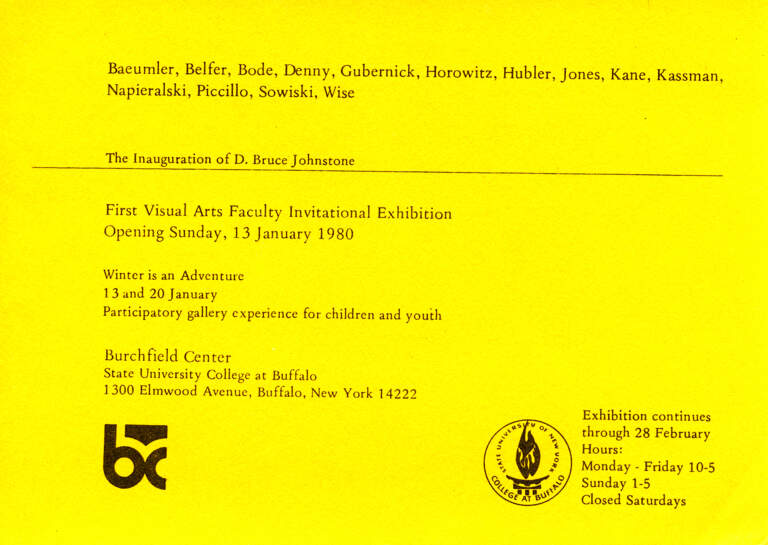 Baeumler, Belfer, Bode, Denny, Gubernick, Horowitz, Hubler, Jones, Kane, Kassman,
Napieralski, Piccillo, Sowiski, Wise
The Inauguration of D. Bruce Johnstone
First Visual Arts Faculty Invitational Exhibition
Opening Sunday, 13 January 1980
Winter is an Adventure
13 and 20 January
Participatory gallery experience for children and youth
Burchfield Center
State University College at Buffalo
1300 Elmwood Avenue, Buffalo, New York 14222
bc
STATE UNIVERSITY OF NEW YORK
COLLEGE AT BUFFALO
Exhibition continues
through 28 February
Hours:
Monday - Friday 10-5
Sunday 1-5
Closed Saturdays